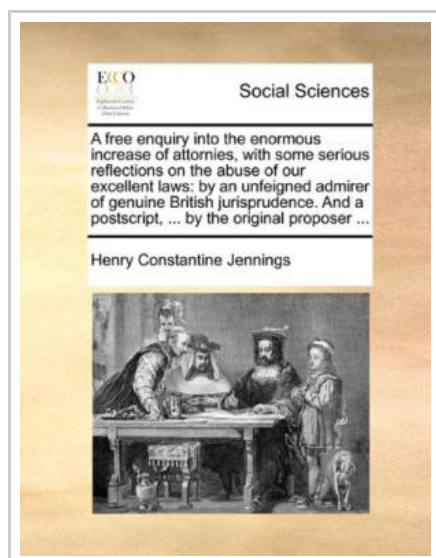 ECCO
Social Sciences
A free enquiry into the enormous
increase of attornies, with some serious
reflections on the abuse of our
excellent laws: by an unfeigned admirer
of genuine British jurisprudence. And a
postscript, ... by the original proposer ...
Henry Constantine Jennings